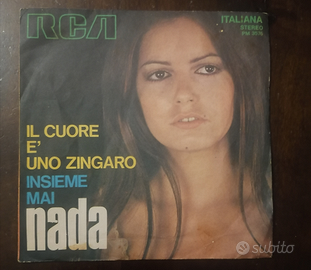 RCA
ITALIANA
STEREO
IL CUORE
E'
UNO ZINGARO
INSIEME
MAI
nada
subito